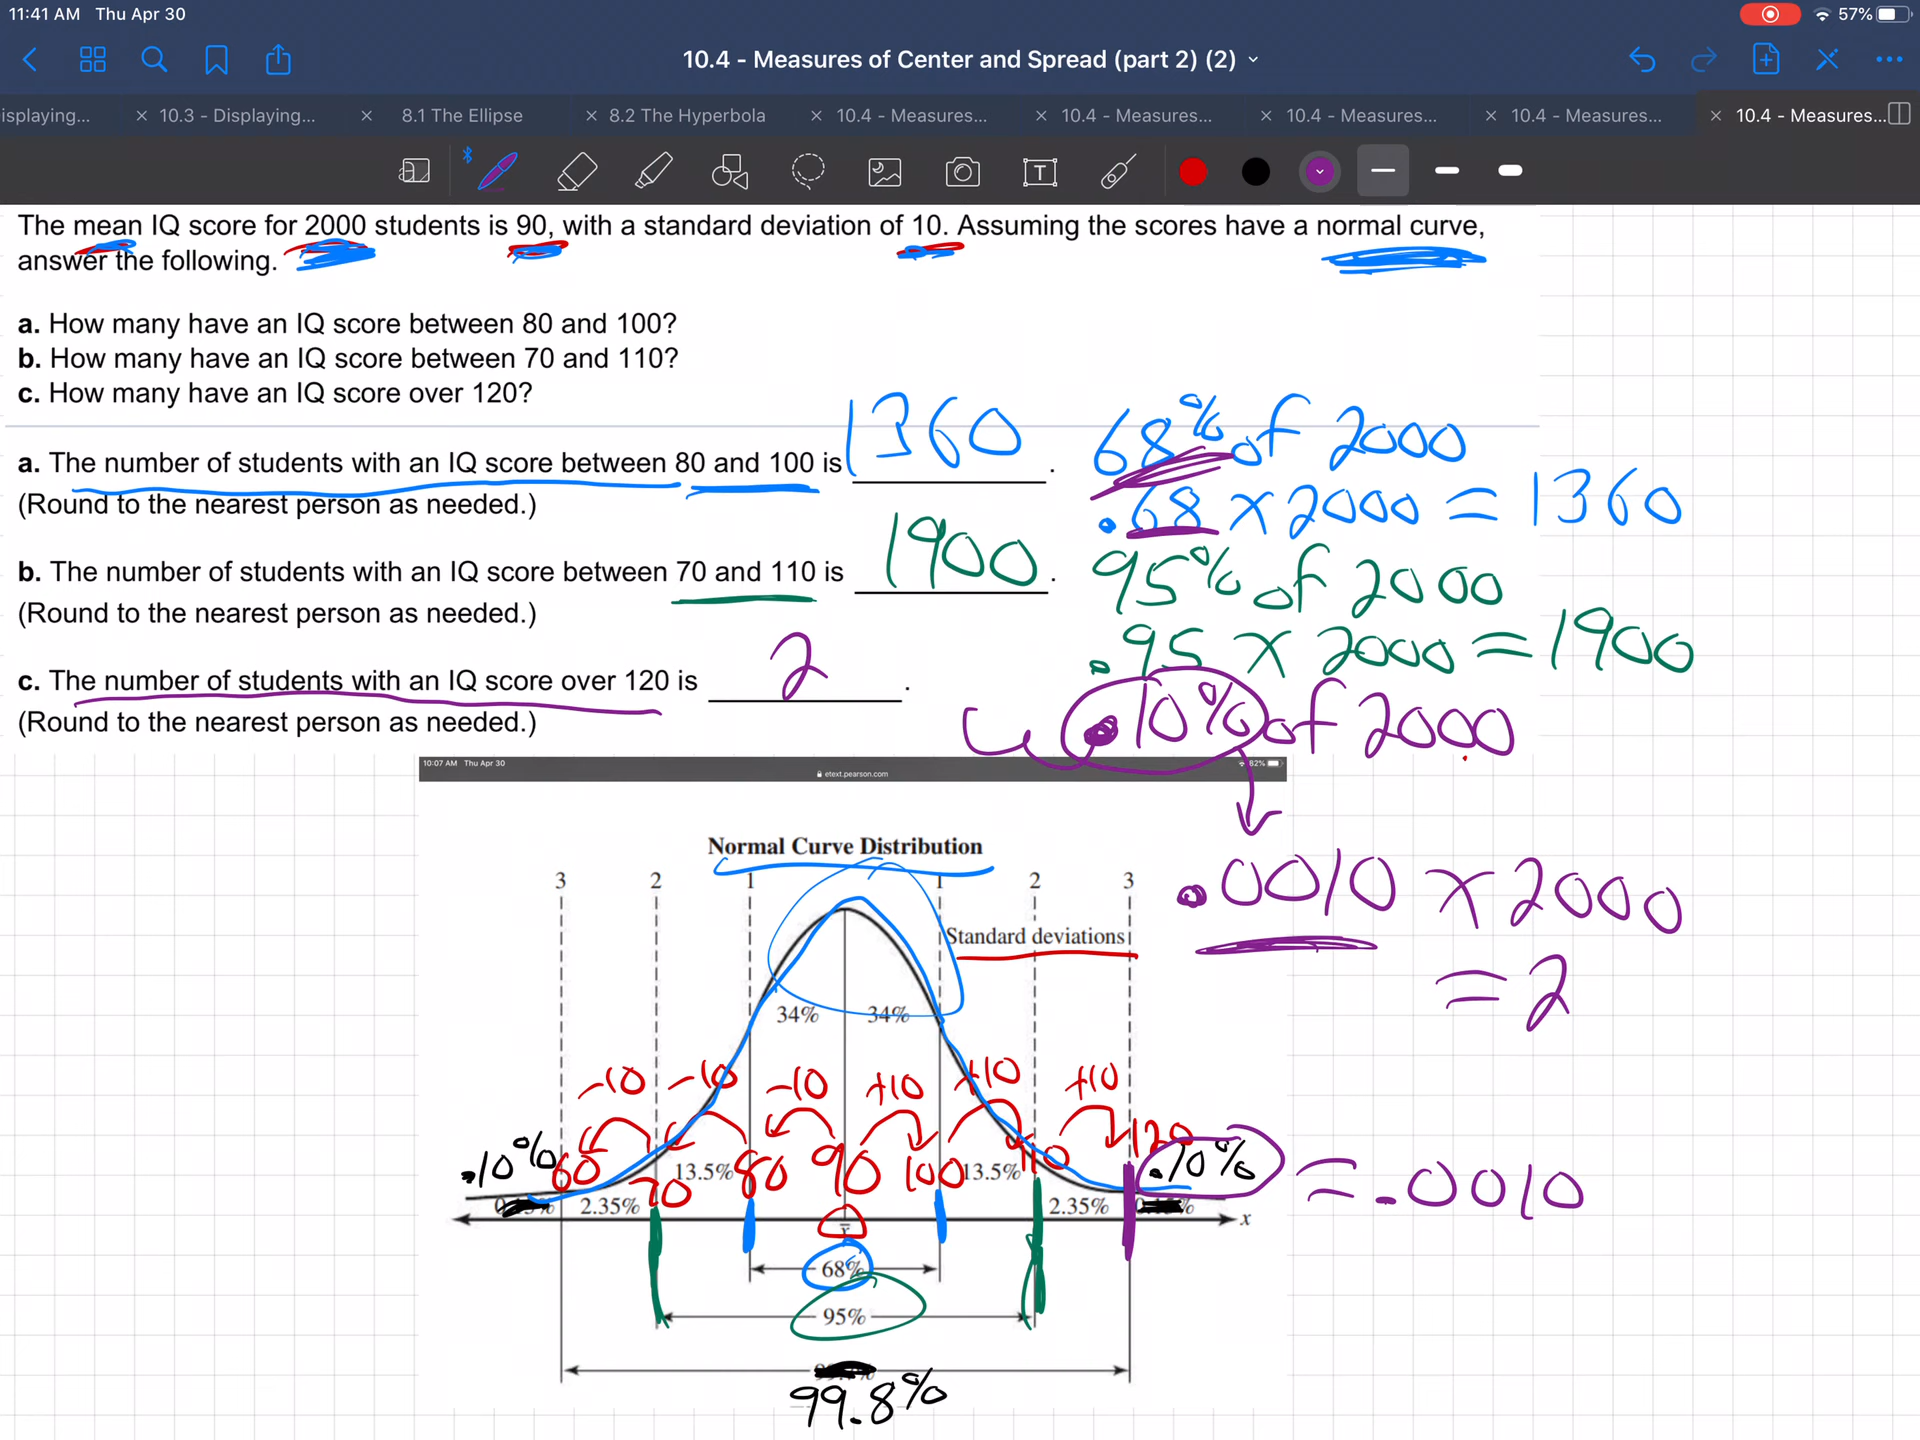 11:41 AM Thu Apr 30
57%
10.4 - Measures of Center and Spread (part 2) (2)
isplaying... × 10.3 - Displaying... × 8.1 The Ellipse × 8.2 The Hyperbola × 10.4 - Measures... × 10.4 - Measures... × 10.4 - Measures... × 10.4 - Measures... × 10.4 - Measures...
T
The mean IQ score for 2000 students is 90, with a standard deviation of 10. Assuming the scores have a normal curve,
answer the following.
a. How many have an IQ score between 80 and 100?
b. How many have an IQ score between 70 and 110?
c. How many have an IQ score over 120?
a. The number of students with an IQ score between 80 and 100 is 1360.
(Round to the nearest person as needed.)
68% of 2000
.68 × 2000 = 1360
b. The number of students with an IQ score between 70 and 110 is 1900.
(Round to the nearest person as needed.)
95% of 2000
.95 × 2000 = 1900
c. The number of students with an IQ score over 120 is 2.
(Round to the nearest person as needed.)
.10% of 2000
.0010 × 2000
= 2
10:07 AM Thu Apr 30
etext.pearson.com
82%
Normal Curve Distribution
3 2 1 1 2 3
Standard deviations
34% 34%
-10 -10 -10 +10 +10 +10
.10% 60 70 80 90 100 110 120 .10% = .0010
13.5% 13.5%
2.35% 2.35%
x̄ x
68%
95%
99.8%